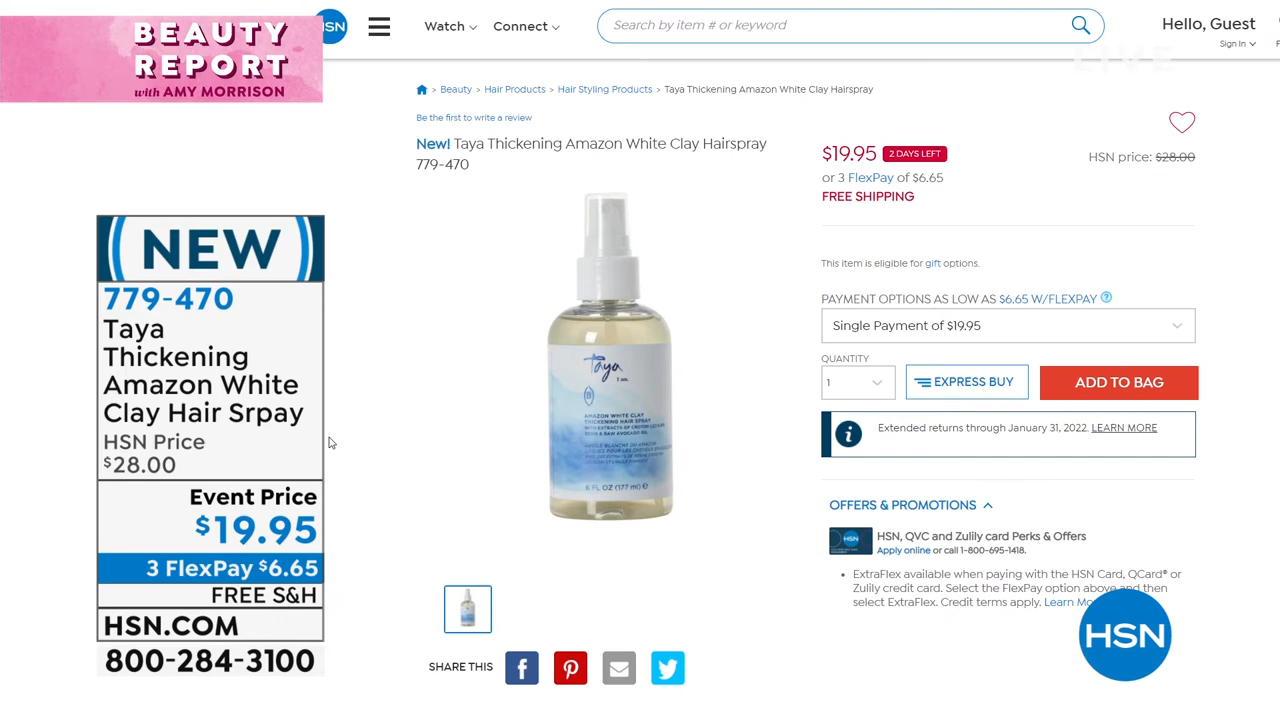 BEAUTY
REPORT
with AMY MORRISON
HSN
Watch
Connect
Search by item # or keyword
Hello, Guest
Sign In
LIVE
Beauty > Hair Products > Hair Styling Products > Taya Thickening Amazon White Clay Hairspray
Be the first to write a review
New! Taya Thickening Amazon White Clay Hairspray
779-470
$19.95 2 DAYS LEFT
HSN price: $28.00
or 3 FlexPay of $6.65
FREE SHIPPING
This item is eligible for gift options.
PAYMENT OPTIONS AS LOW AS $6.65 W/FLEXPAY ?
Single Payment of $19.95
QUANTITY
1
EXPRESS BUY
ADD TO BAG
Extended returns through January 31, 2022. LEARN MORE
OFFERS & PROMOTIONS
HSN
HSN, QVC and Zulily card Perks & Offers
Apply online or call 1-800-695-1418.
• ExtraFlex available when paying with the HSN Card, QCard® or
Zulily credit card. Select the FlexPay option above and then
select ExtraFlex. Credit terms apply. Learn Mo
HSN
Taya
I am.
AMAZON WHITE CLAY
THICKENING HAIR SPRAY
6 FL OZ (177 ml) e
SHARE THIS
NEW
779-470
Taya
Thickening
Amazon White
Clay Hair Srpay
HSN Price
$28.00
Event Price
$19.95
3 FlexPay $6.65
FREE S&H
HSN.COM
800-284-3100